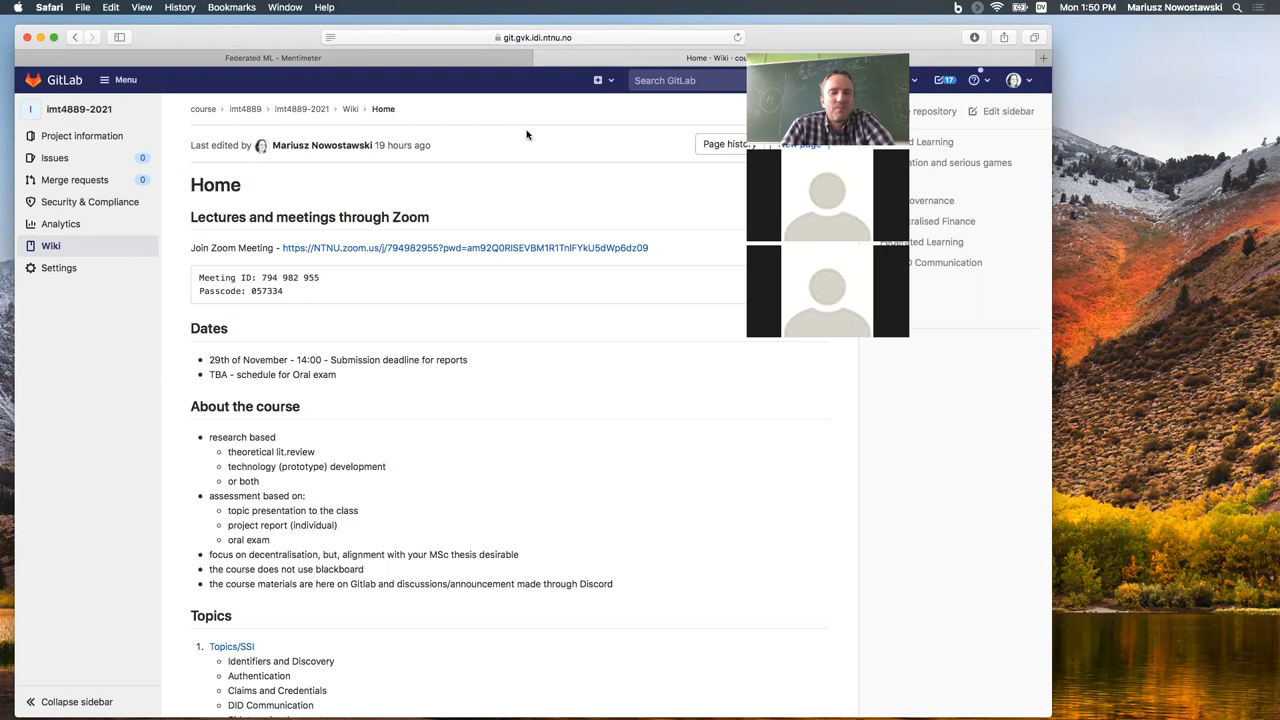 Safari File Edit View History Bookmarks Window Help
DV Mon 1:50 PM Mariusz Nowostawski
git.gvk.idi.ntnu.no
Federated ML - Mentimeter
Home · Wiki · cou
GitLab Menu
Search GitLab
17
I imt4889-2021
Project information
Issues 0
Merge requests 0
Security & Compliance
Analytics
Wiki
Settings
Collapse sidebar
course > imt4889 > imt4889-2021 > Wiki > Home
Last edited by Mariusz Nowostawski 19 hours ago
Page history
New page
Home
Lectures and meetings through Zoom
Join Zoom Meeting - https://NTNU.zoom.us/j/794982955?pwd=am92Q0RISEVBM1R1TnlFYkU5dWp6dz09
Meeting ID: 794 982 955
Passcode: 057334
Dates
• 29th of November - 14:00 - Submission deadline for reports
• TBA - schedule for Oral exam
About the course
• research based
◦ theoretical lit.review
◦ technology (prototype) development
◦ or both
• assessment based on:
◦ topic presentation to the class
◦ project report (individual)
◦ oral exam
• focus on decentralisation, but, alignment with your MSc thesis desirable
• the course does not use blackboard
• the course materials are here on Gitlab and discussions/announcement made through Discord
Topics
1. Topics/SSI
◦ Identifiers and Discovery
◦ Authentication
◦ Claims and Credentials
◦ DID Communication
repository
Edit sidebar
ed Learning
ation and serious games
overnance
ntralised Finance
Federated Learning
D Communication